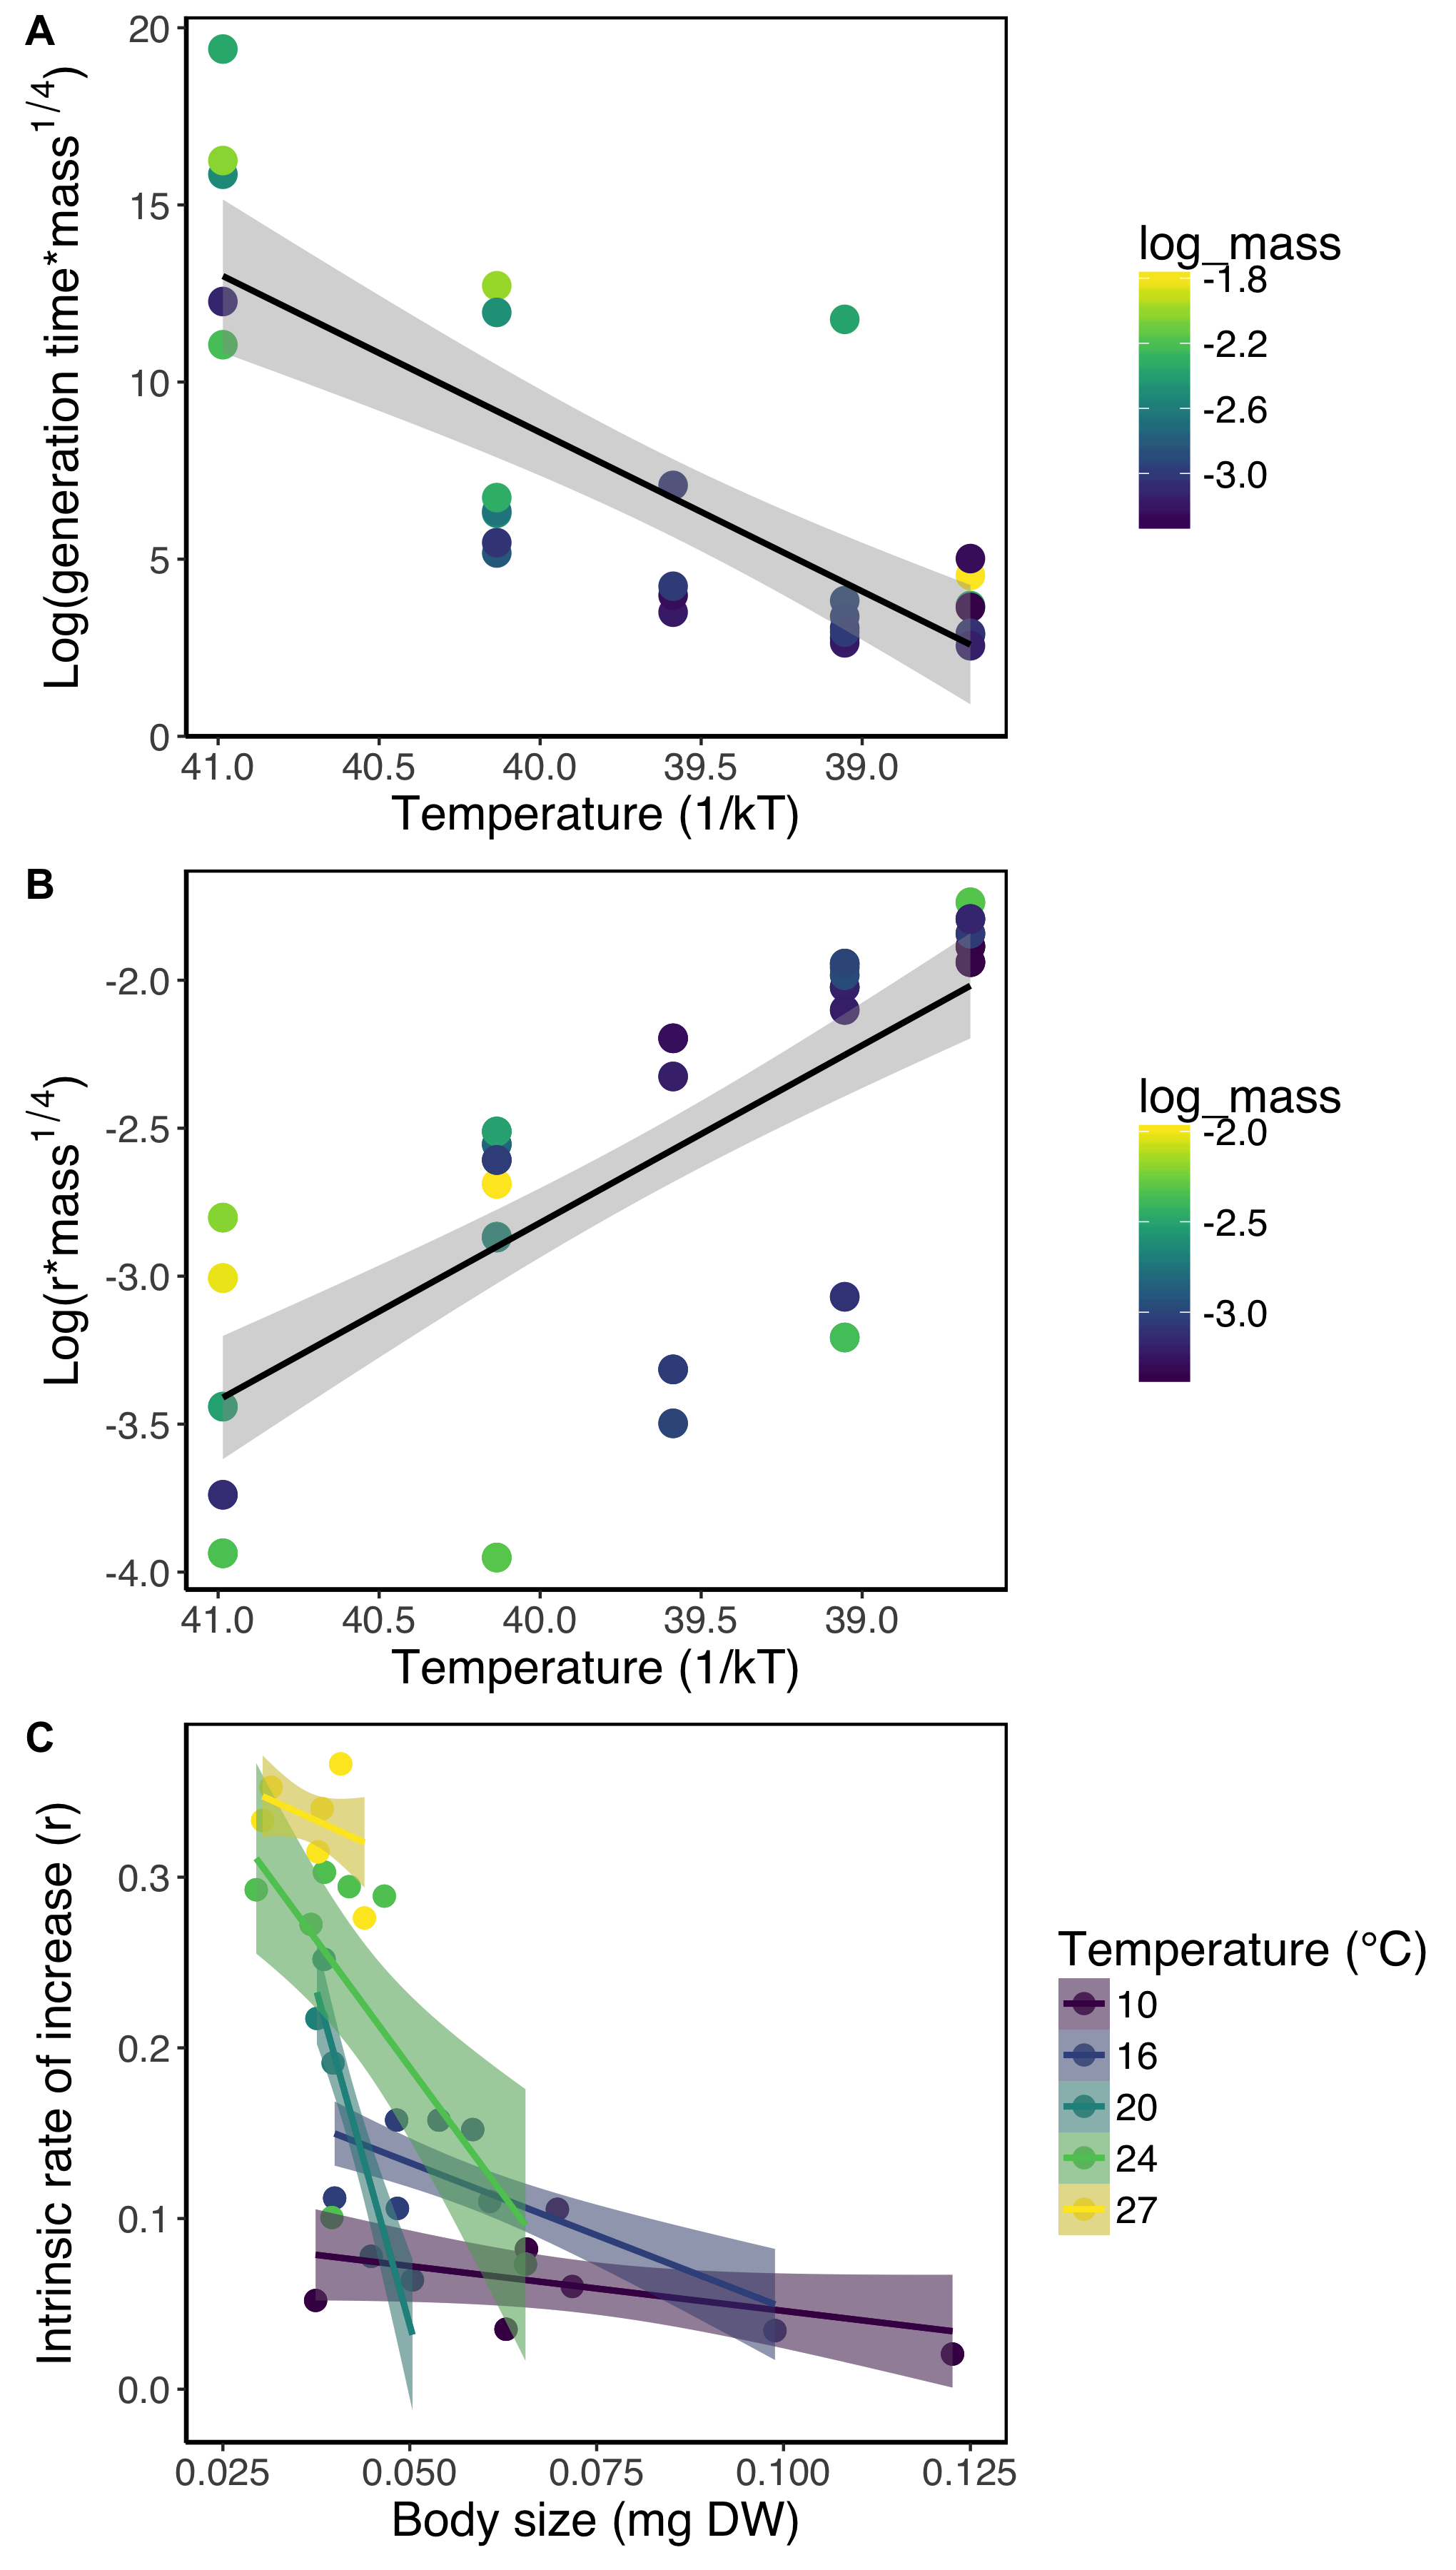 A
Log(generation time*mass^1/4)
20
15
10
5
0
41.0 40.5 40.0 39.5 39.0
Temperature (1/kT)
log_mass
-1.8
-2.2
-2.6
-3.0
B
Log(r*mass^1/4)
-2.0
-2.5
-3.0
-3.5
-4.0
41.0 40.5 40.0 39.5 39.0
Temperature (1/kT)
log_mass
-2.0
-2.5
-3.0
C
Intrinsic rate of increase (r)
0.3
0.2
0.1
0.0
0.025 0.050 0.075 0.100 0.125
Body size (mg DW)
Temperature (°C)
10
16
20
24
27